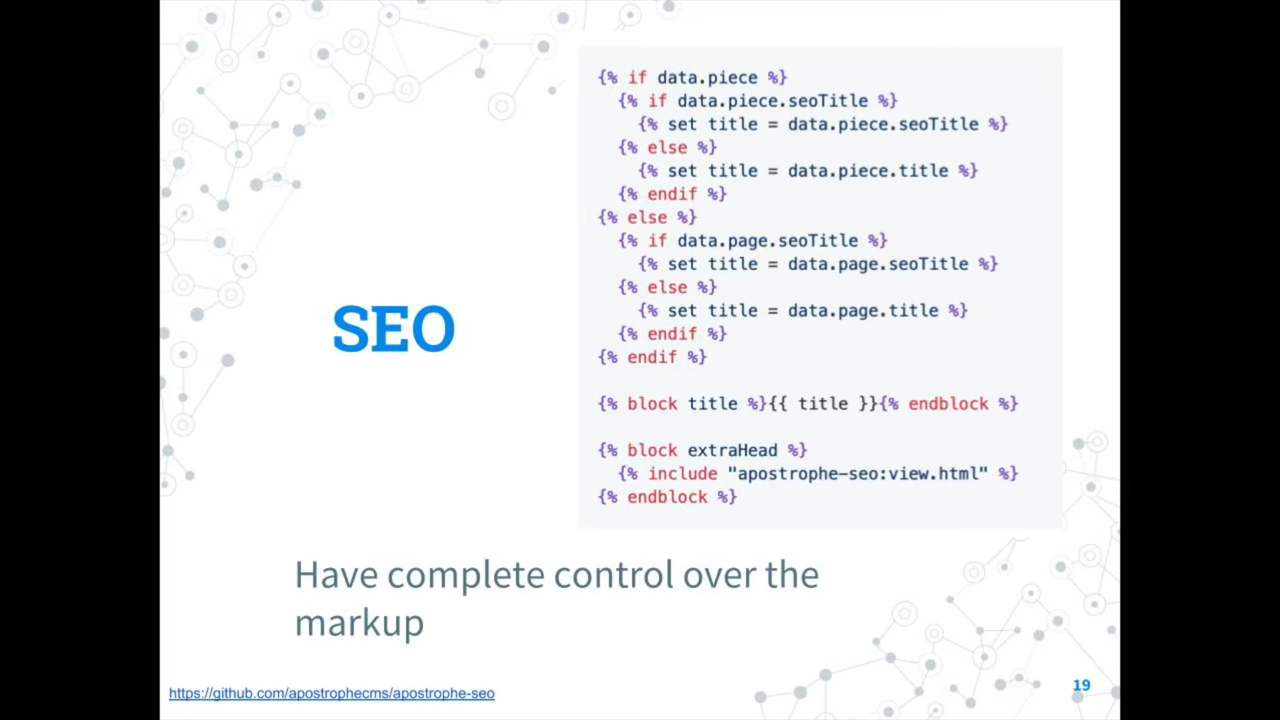 SEO
{% if data.piece %}
{% if data.piece.seoTitle %}
{% set title = data.piece.seoTitle %}
{% else %}
{% set title = data.piece.title %}
{% endif %}
{% else %}
{% if data.page.seoTitle %}
{% set title = data.page.seoTitle %}
{% else %}
{% set title = data.page.title %}
{% endif %}
{% endif %}
{% block title %}{{ title }}{% endblock %}
{% block extraHead %}
{% include "apostrophe-seo:view.html" %}
{% endblock %}
Have complete control over the
markup
https://github.com/apostrophecms/apostrophe-seo
19